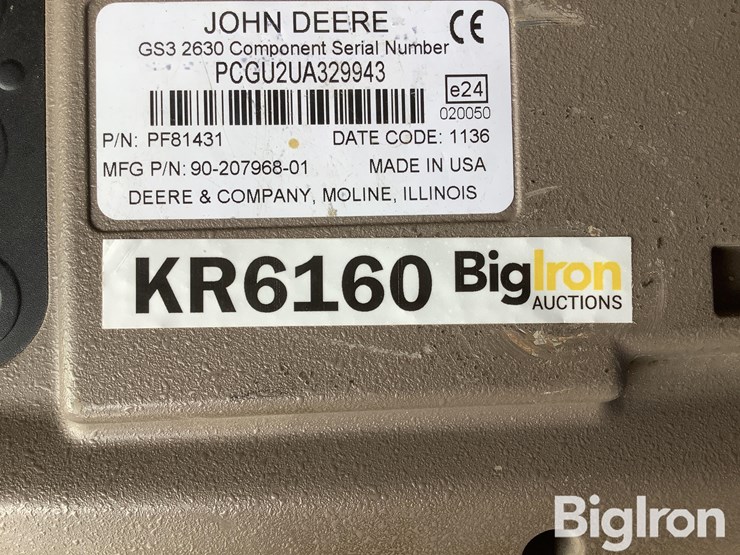 JOHN DEERE
CE
GS3 2630 Component Serial Number
PCGU2UA329943
e24
020050
P/N: PF81431 DATE CODE: 1136
MFG P/N: 90-207968-01 MADE IN USA
DEERE & COMPANY, MOLINE, ILLINOIS
KR6160 BigIron
AUCTIONS
BigIron